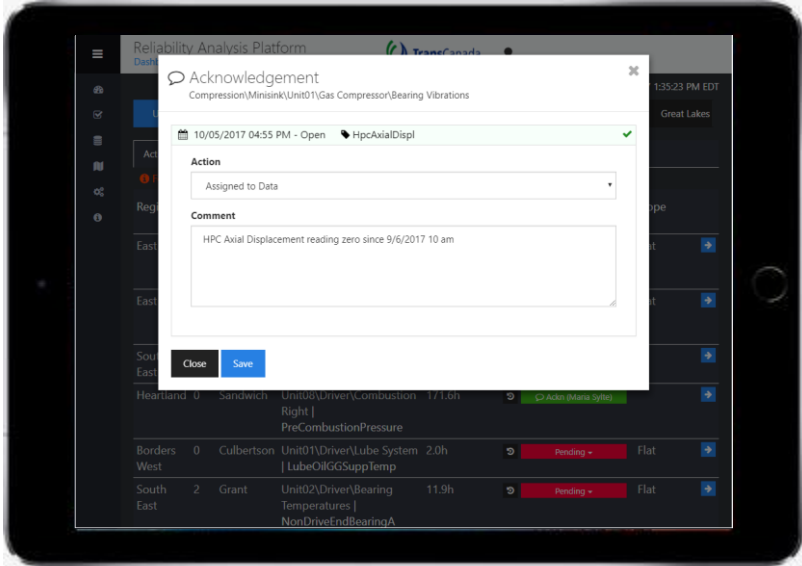 Reliability Analysis Platform
TransCanada
Dashb
Acknowledgement
Compression\Minisink\Unit01\Gas Compressor\Bearing Vibrations
1:35:23 PM EDT
Great Lakes
10/05/2017 04:55 PM - Open HpcAxialDispl
Action
Assigned to Data
Comment
HPC Axial Displacement reading zero since 9/6/2017 10 am
Regi
East
East
Sout
East
Close Save
Heartland 0 Sandwich Unit08\Driver\Combustion 171.6h Ackn (Maria Sylte)
Right |
PreCombustionPressure
Borders 0 Culbertson Unit01\Driver\Lube System 2.0h Pending Flat
West | LubeOilGGSuppTemp
South 2 Grant Unit02\Driver\Bearing 11.9h Pending Flat
East Temperatures |
NonDriveEndBearingA